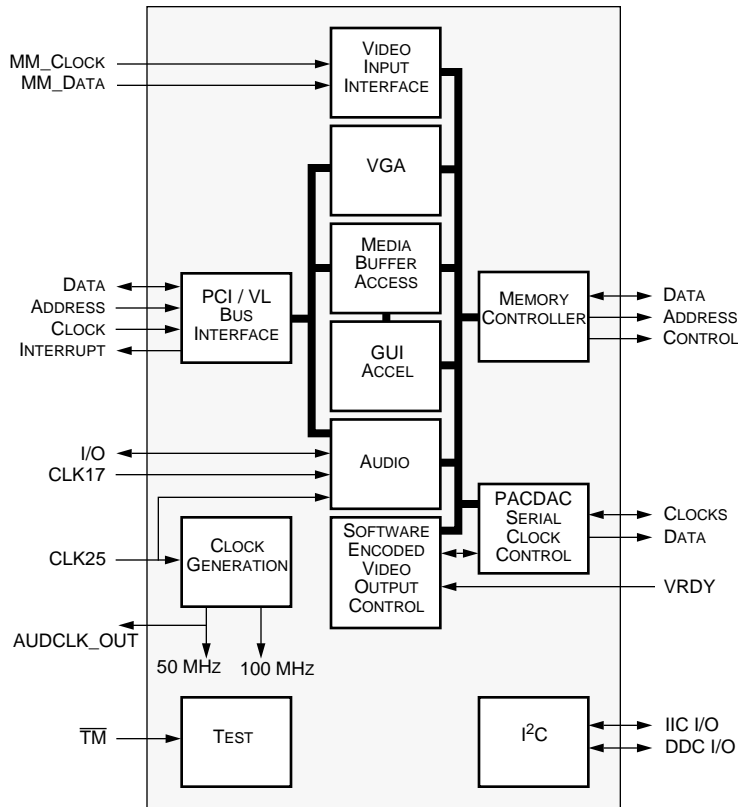 MM_CLOCK
MM_DATA
VIDEO
INPUT
INTERFACE
VGA
MEDIA
BUFFER
ACCESS
DATA
ADDRESS
CLOCK
INTERRUPT
PCI / VL
BUS
INTERFACE
MEMORY
CONTROLLER
DATA
ADDRESS
CONTROL
GUI
ACCEL
I/O
CLK17
AUDIO
PACDAC
SERIAL
CLOCK
CONTROL
CLOCKS
DATA
CLK25
CLOCK
GENERATION
SOFTWARE
ENCODED
VIDEO
OUTPUT
CONTROL
VRDY
AUDCLK_OUT
50 MHZ
100 MHZ
TM
TEST
I²C
IIC I/O
DDC I/O